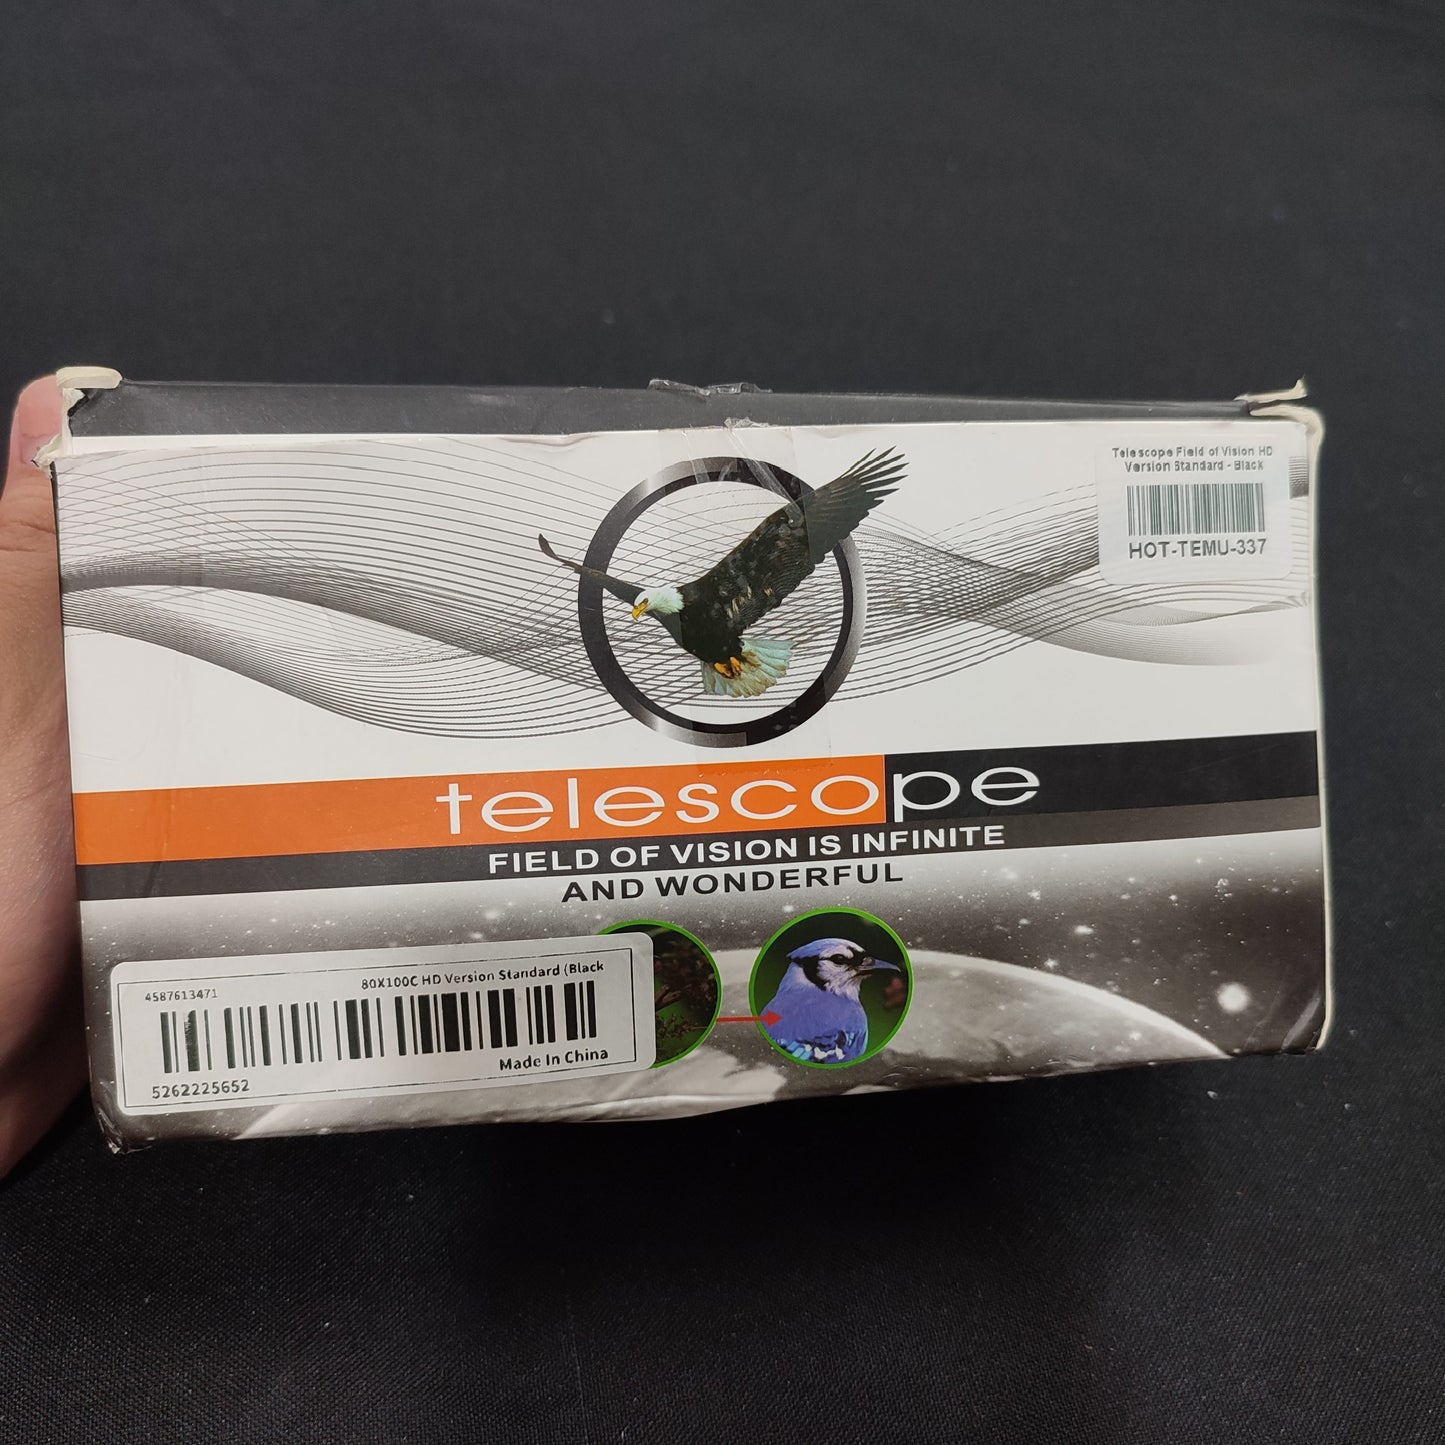 Telescope Field of Vision HD
Version Standard - Black
HOT-TEMU-337
telescope
FIELD OF VISION IS INFINITE
AND WONDERFUL
4587613471
80X100C HD Version Standard (Black
Made In China
5262225652